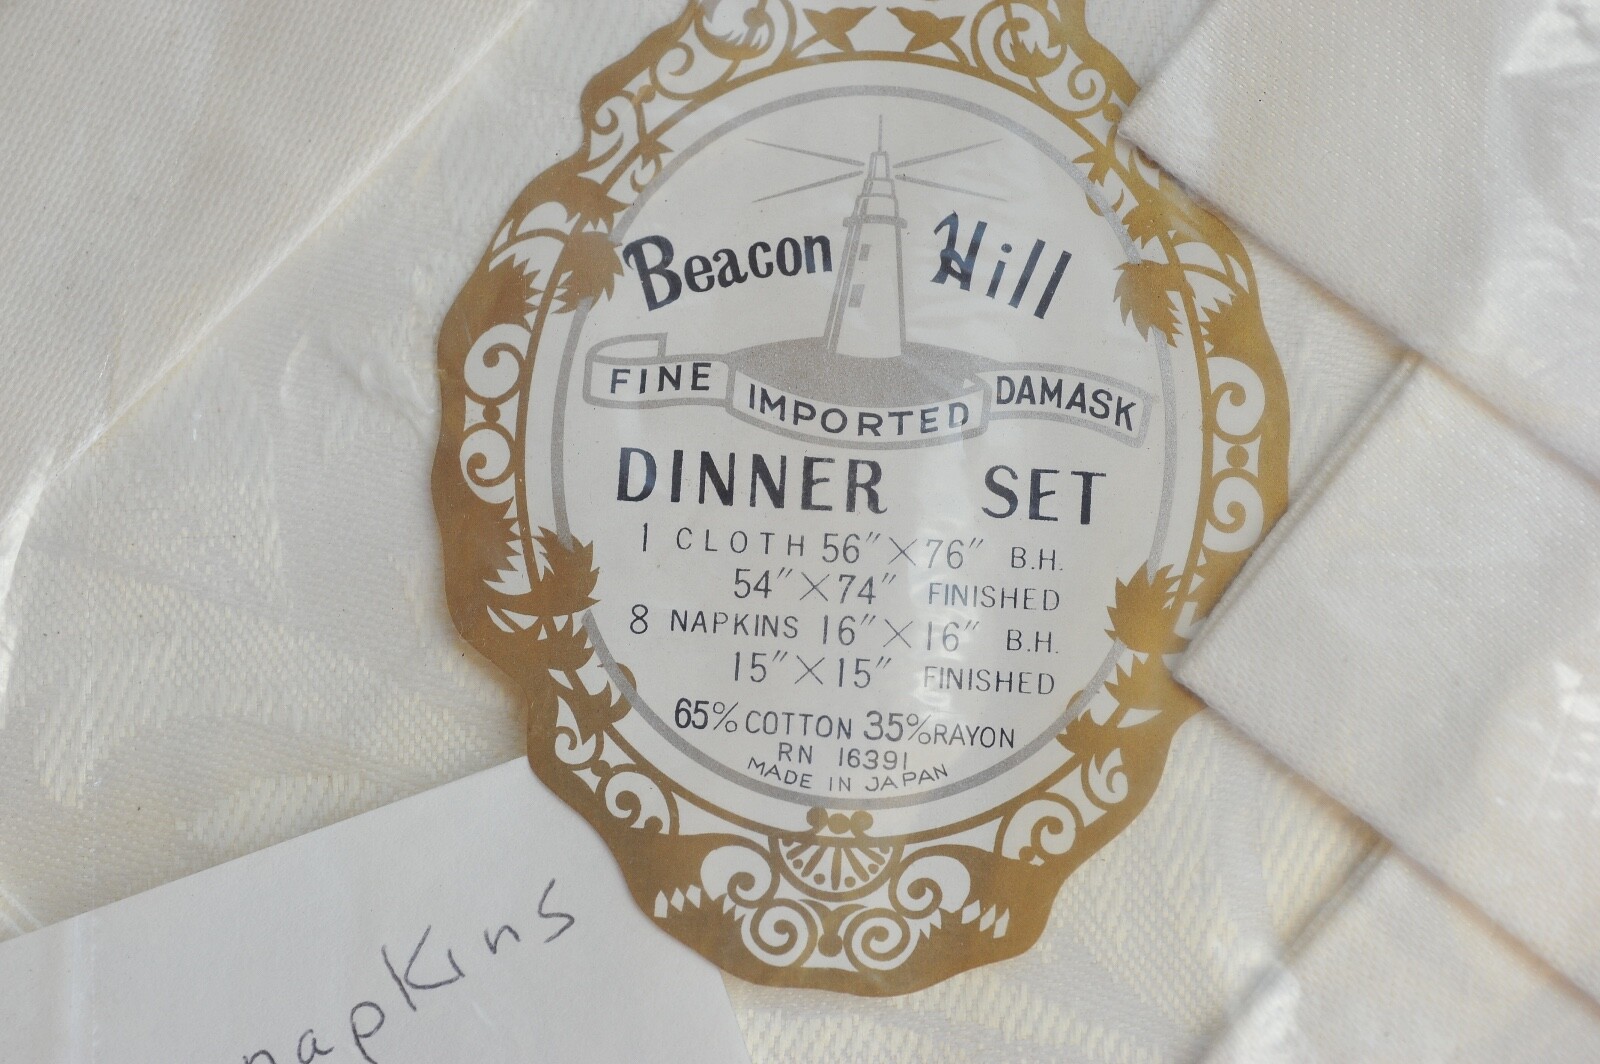 Beacon Hill
FINE IMPORTED DAMASK
DINNER SET
1 CLOTH 56"×76" B.H.
54"×74" FINISHED
8 NAPKINS 16"×16" B.H.
15"×15" FINISHED
65% COTTON 35% RAYON
RN 16391
MADE IN JAPAN
napkins